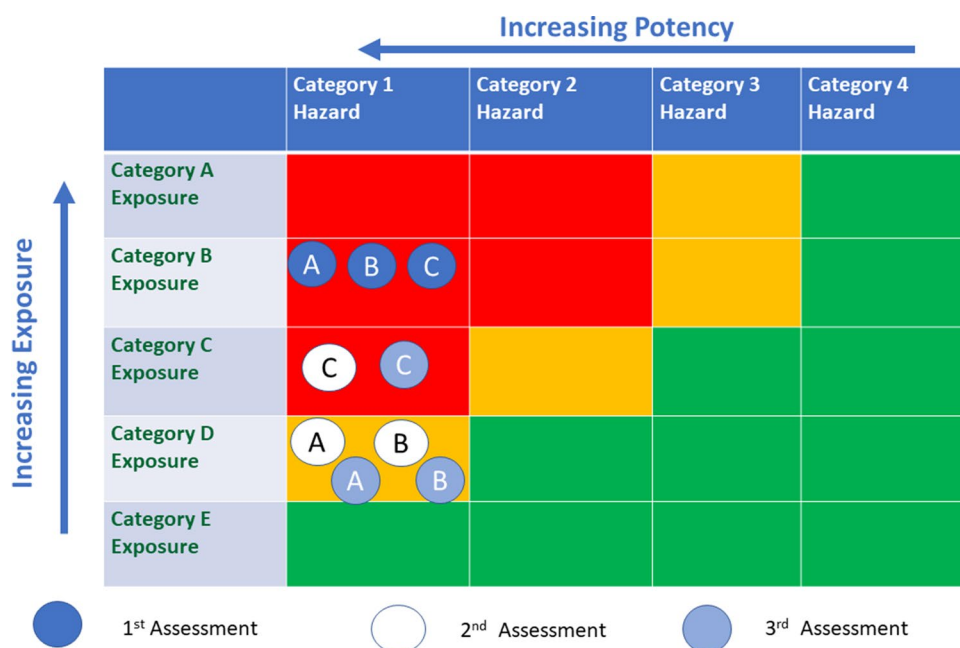 Increasing Potency
Category 1 Category 2 Category 3 Category 4
Hazard Hazard Hazard Hazard
Increasing Exposure
Category A
Exposure
Category B
Exposure
A B C
Category C
Exposure
C C
Category D
Exposure
A B
A B
Category E
Exposure
1st Assessment 2nd Assessment 3rd Assessment